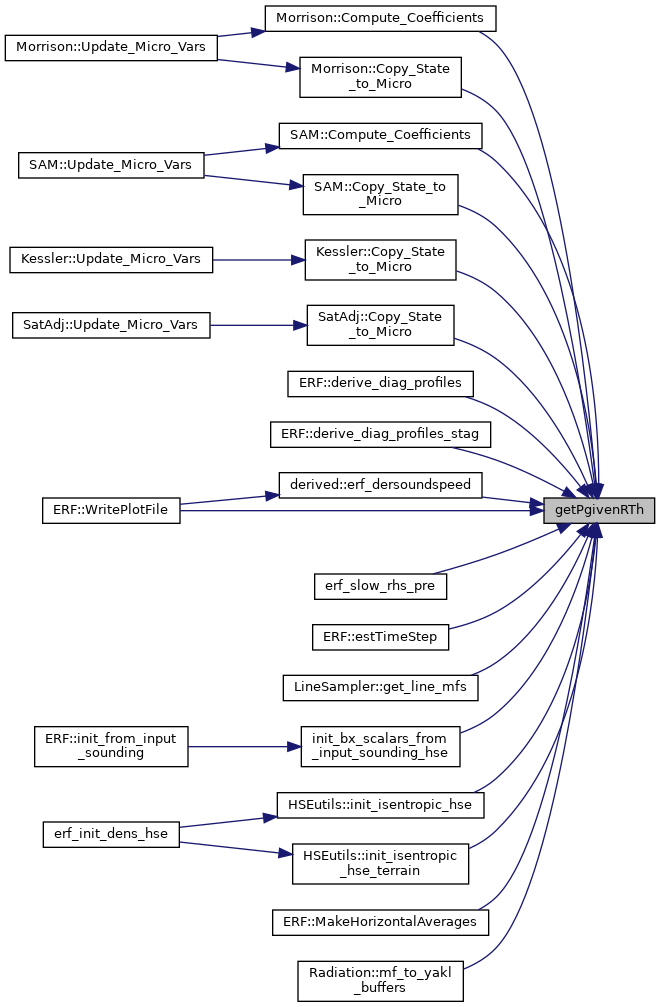 Morrison::Compute_Coefficients
Morrison::Update_Micro_Vars
Morrison::Copy_State
_to_Micro
SAM::Compute_Coefficients
SAM::Update_Micro_Vars
SAM::Copy_State_to
_Micro
Kessler::Update_Micro_Vars
Kessler::Copy_State
_to_Micro
SatAdj::Update_Micro_Vars
SatAdj::Copy_State
_to_Micro
ERF::derive_diag_profiles
ERF::derive_diag_profiles_stag
derived::erf_dersoundspeed
ERF::WritePlotFile
getPgivenRTh
erf_slow_rhs_pre
ERF::estTimeStep
LineSampler::get_line_mfs
ERF::init_from_input
_sounding
init_bx_scalars_from
_input_sounding_hse
HSEutils::init_isentropic_hse
erf_init_dens_hse
HSEutils::init_isentropic
_hse_terrain
ERF::MakeHorizontalAverages
Radiation::mf_to_yakl
_buffers